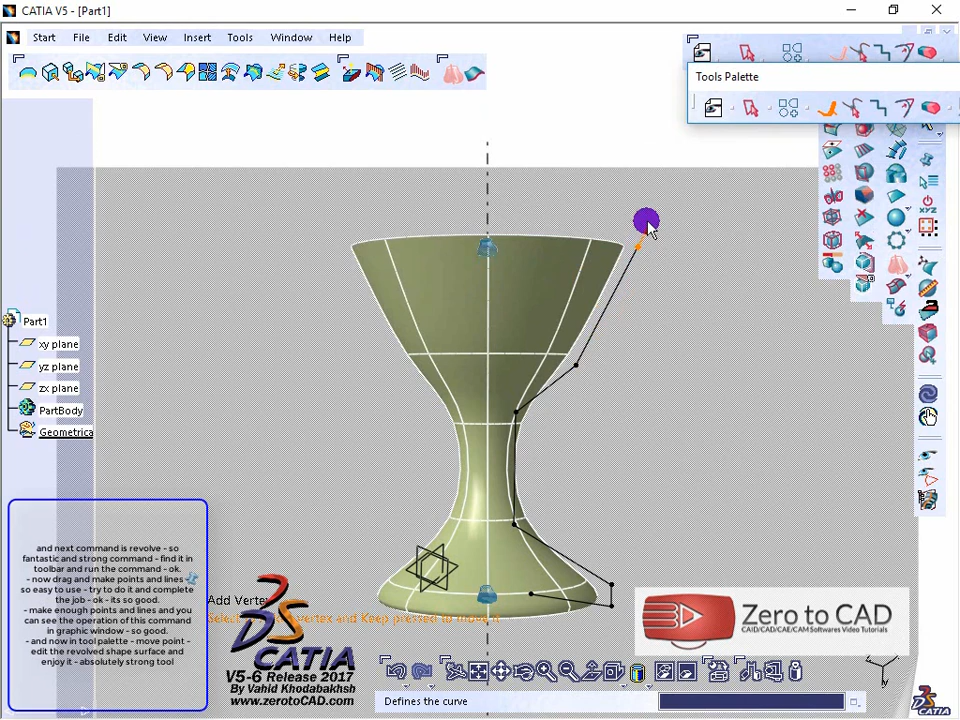 CATIA V5 - [Part1]
Start File Edit View Insert Tools Window Help
Tools Palette
Part1
xy plane
yz plane
zx plane
PartBody
Geometrica
and next command is revolve - so
fantastic and strong command - find it in
toolbar and run the command - ok.
- now drag and make points and lines -
so easy to use - try to do it and complete
the job - ok - its so good.
- make enough points and lines and you
can see the operation of this command
in graphic window - so good.
- and now in tool palette - move point -
edit the revolved shape surface and
enjoy it - absolutely strong tool
Add Vertex
vertex and Keep pressed to move it
CATIA
V5-6 Release 2017
By Vahid Khodabakhsh
www.zerotoCAD.com
Zero to CAD
CAID/CAD/CAE/CAM Softwares Video Tutorials
Defines the curve